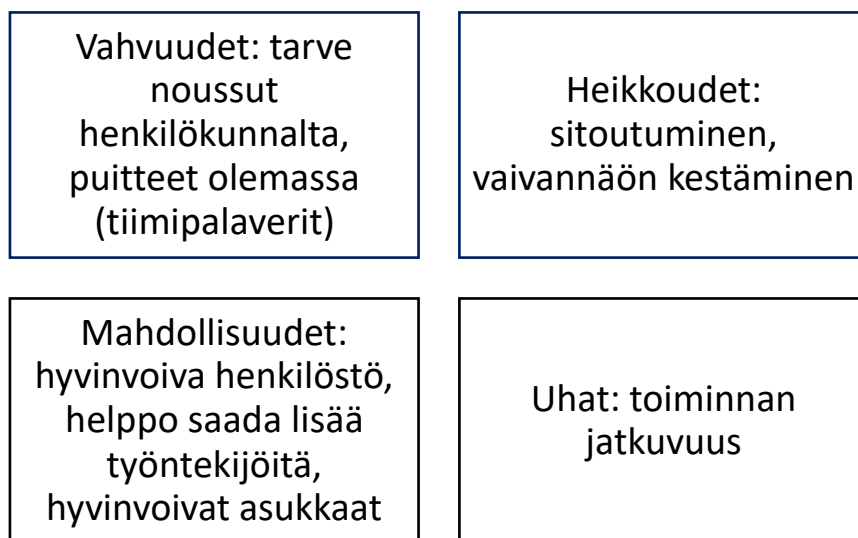 Vahvuudet: tarve
noussut
henkilökunnalta,
puitteet olemassa
(tiimipalaverit)
Heikkoudet:
sitoutuminen,
vaivannäön kestäminen
Mahdollisuudet:
hyvinvoiva henkilöstö,
helppo saada lisää
työntekijöitä,
hyvinvoivat asukkaat
Uhat: toiminnan
jatkuvuus